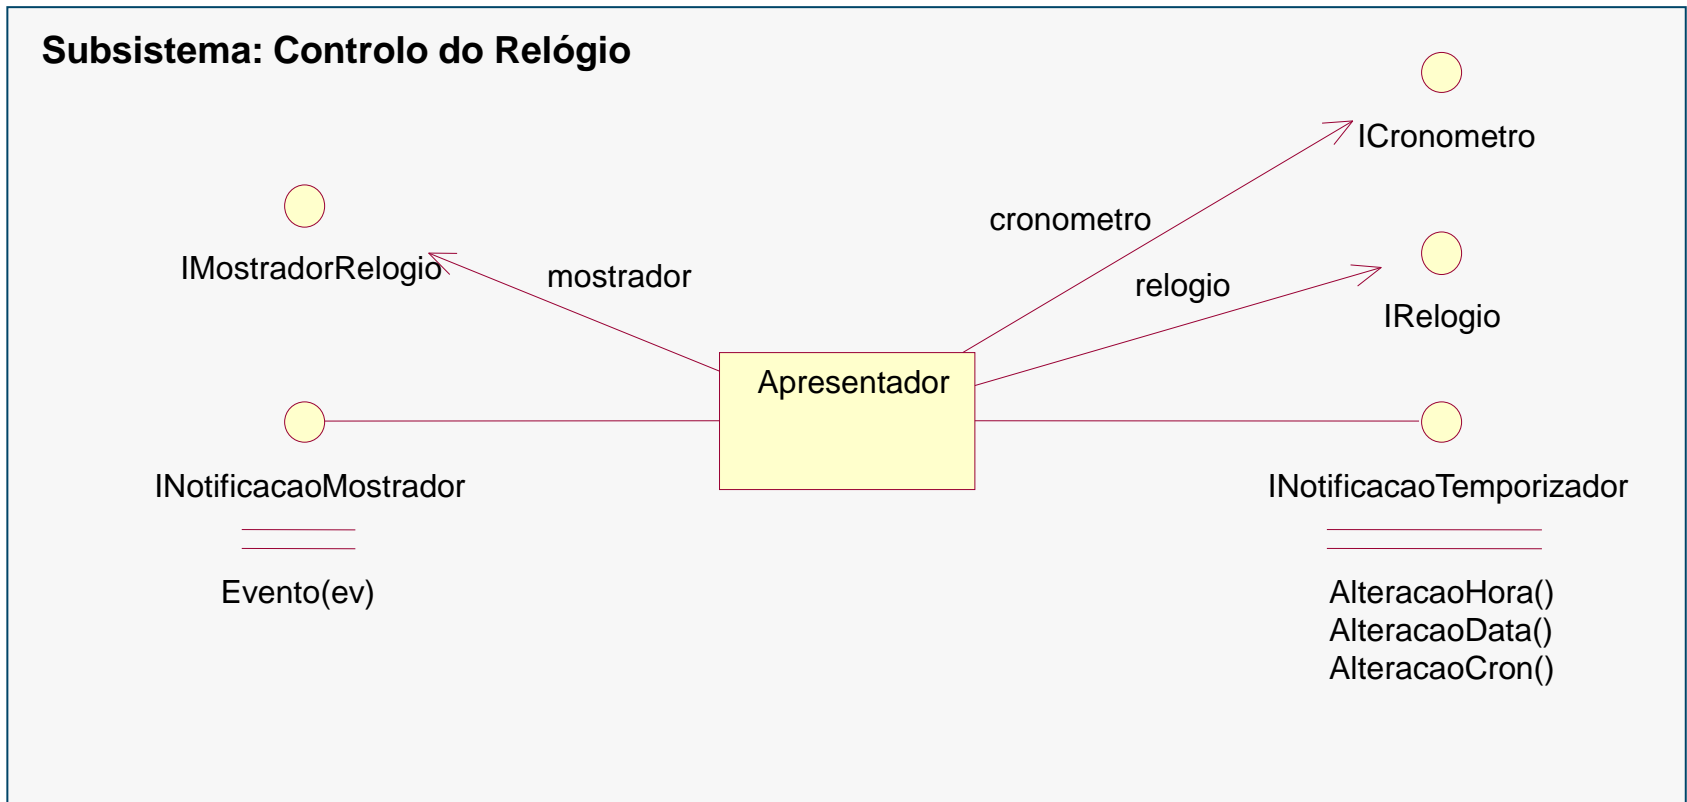 Subsistema: Controlo do Relógio
ICronometro
cronometro
IMostradorRelogio
mostrador
relogio
IRelogio
Apresentador
INotificacaoMostrador
INotificacaoTemporizador
Evento(ev)
AlteracaoHora()
AlteracaoData()
AlteracaoCron()